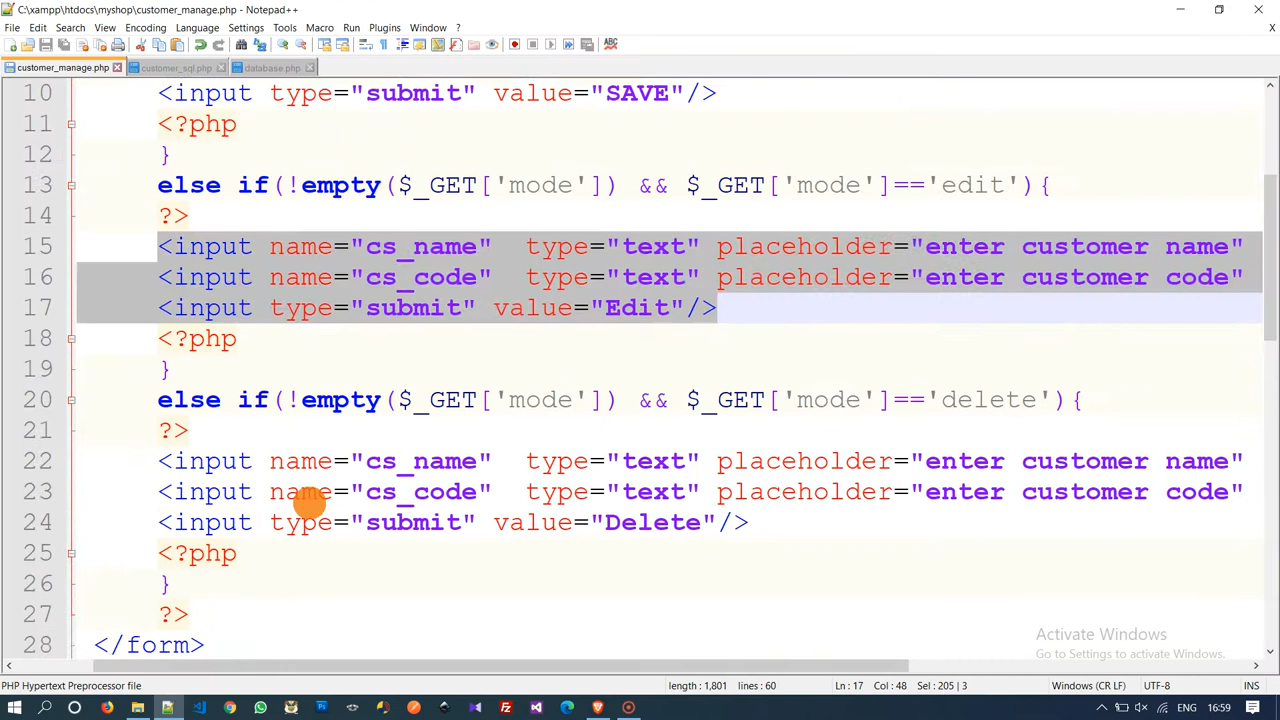 C:\xampp\htdocs\myshop\customer_manage.php - Notepad++
File Edit Search View Encoding Language Settings Tools Macro Run Plugins Window ?
customer_manage.php customer_sql.php database.php
10 <input type="submit" value="SAVE"/>
11 <?php
12 }
13 else if(!empty($_GET['mode']) && $_GET['mode']=='edit'){
14 ?>
15 <input name="cs_name" type="text" placeholder="enter customer name"
16 <input name="cs_code" type="text" placeholder="enter customer code"
17 <input type="submit" value="Edit"/>
18 <?php
19 }
20 else if(!empty($_GET['mode']) && $_GET['mode']=='delete'){
21 ?>
22 <input name="cs_name" type="text" placeholder="enter customer name"
23 <input name="cs_code" type="text" placeholder="enter customer code"
24 <input type="submit" value="Delete"/>
25 <?php
26 }
27 ?>
28 </form>
Activate Windows
Go to Settings to activate Windows.
PHP Hypertext Preprocessor file length : 1,801 lines : 60 Ln : 17 Col : 48 Sel : 205 | 3 Windows (CR LF) UTF-8 INS
16:59